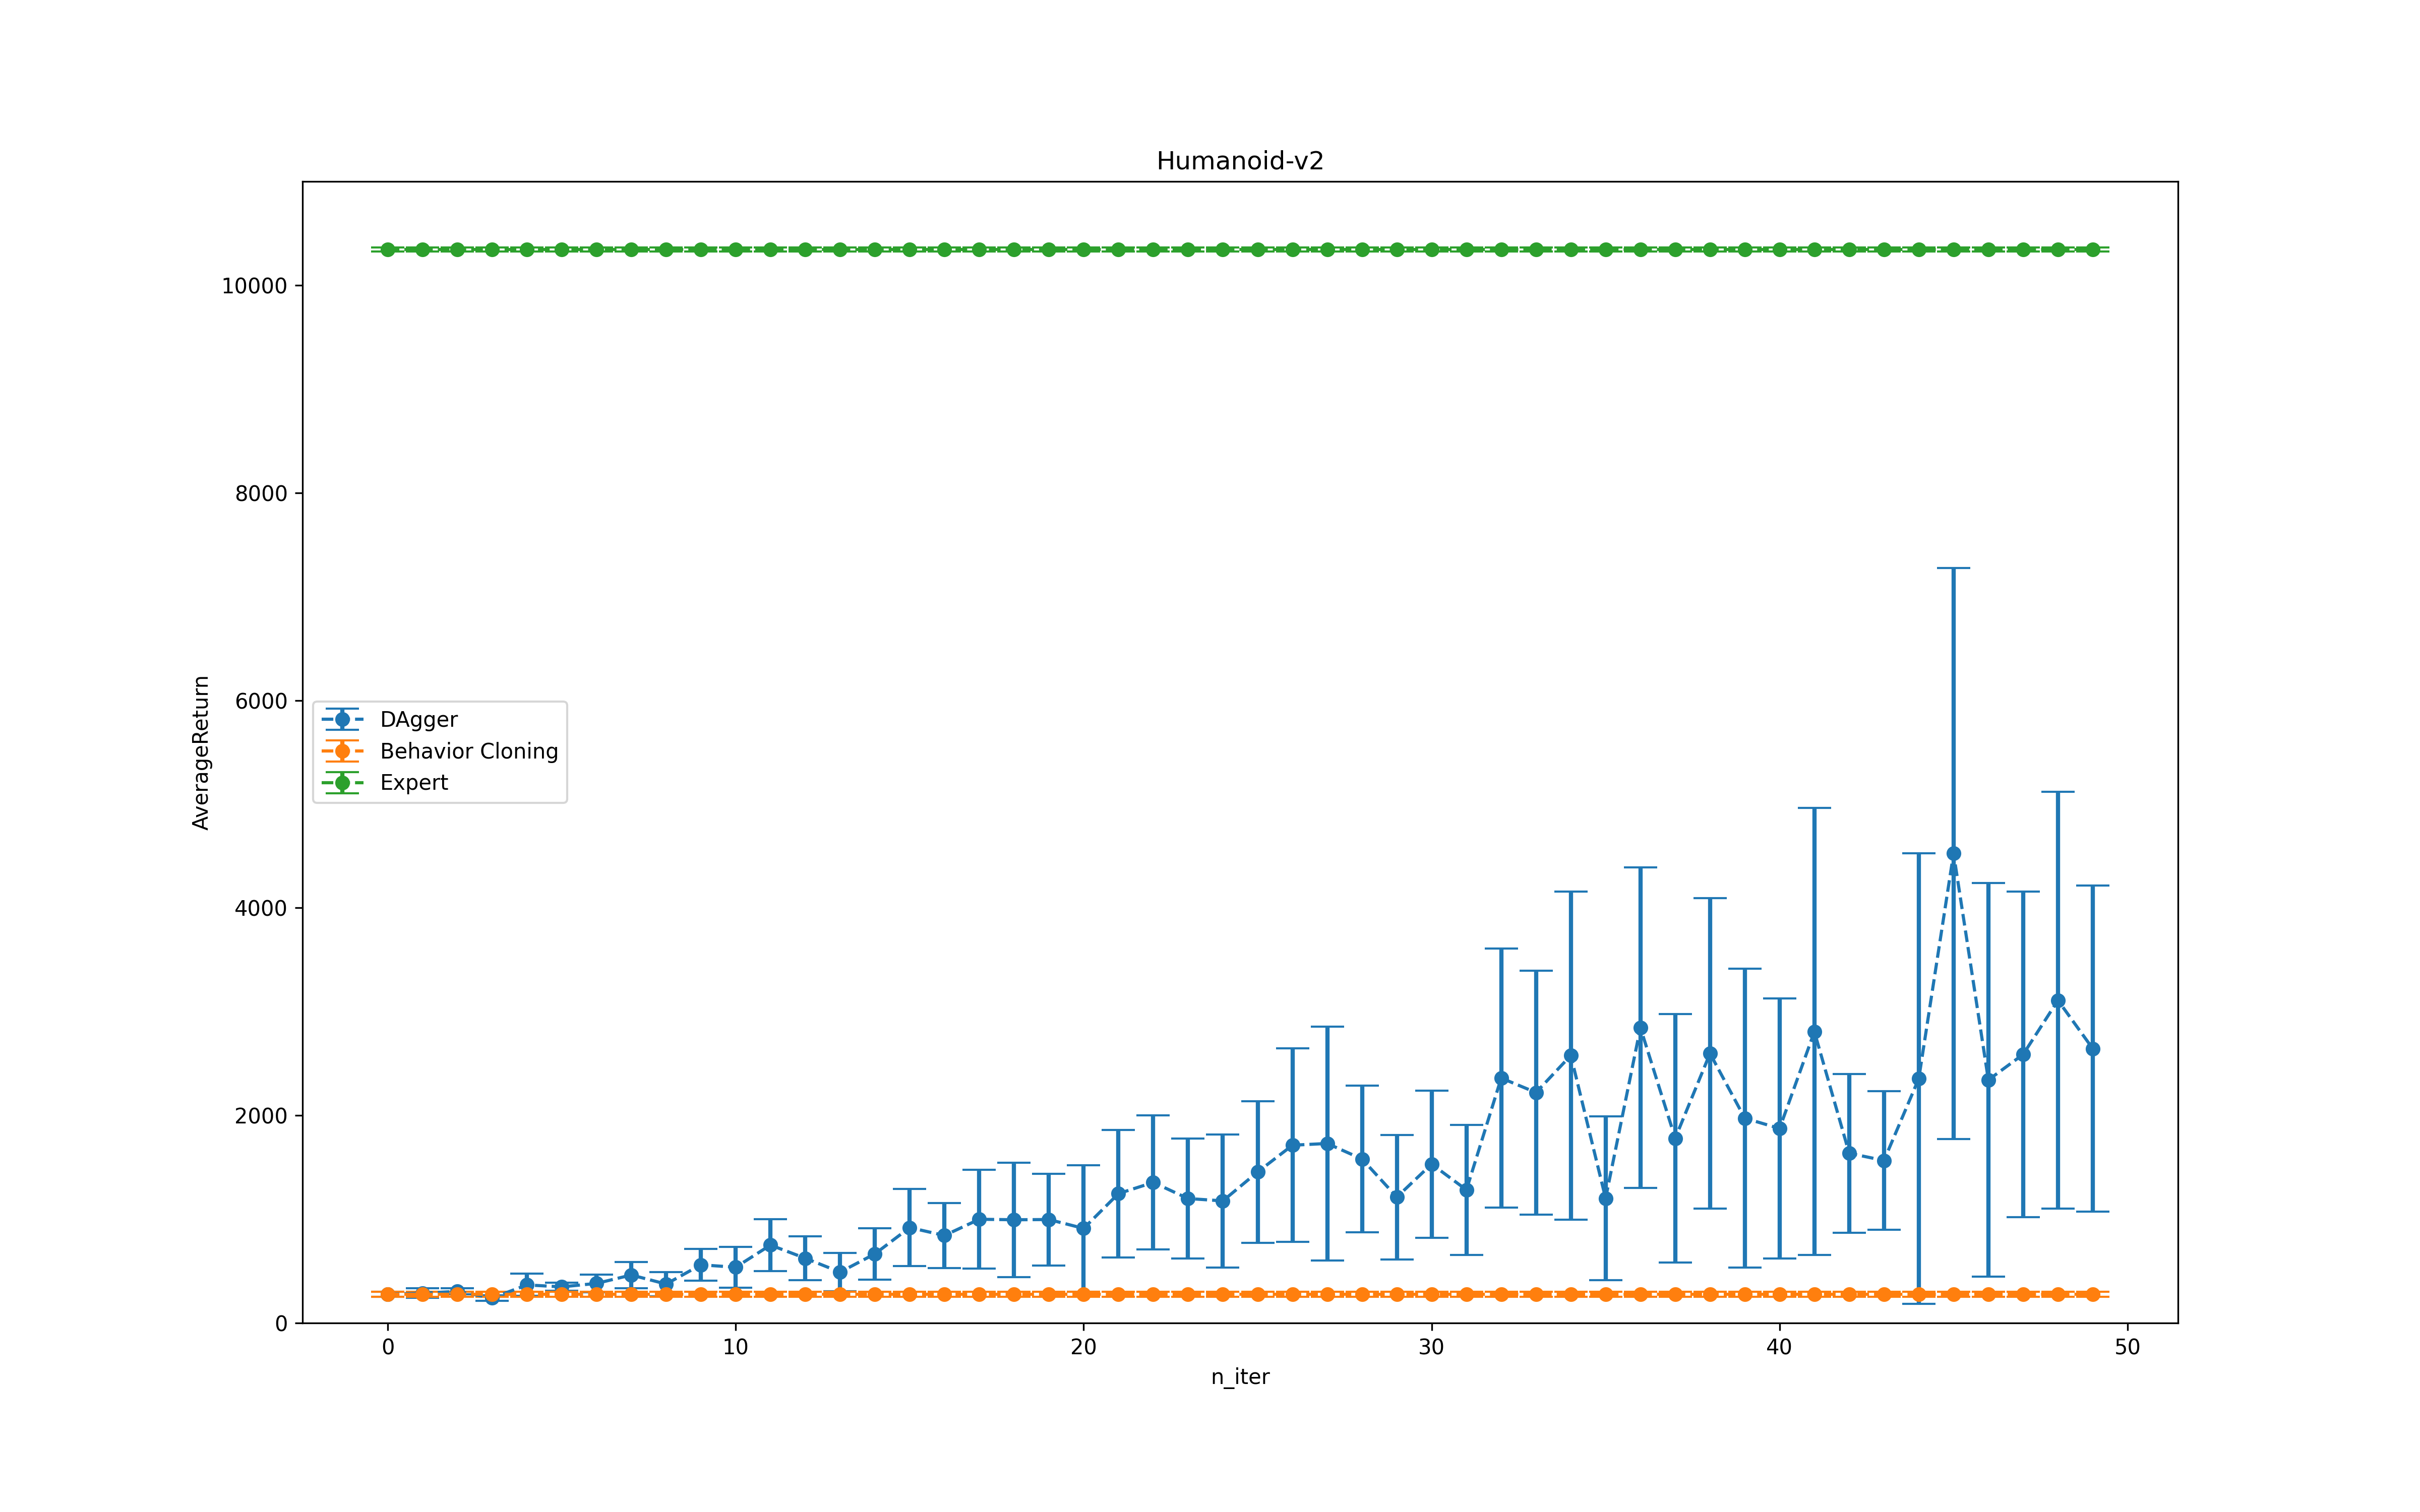 Humanoid-v2
AverageReturn
10000
8000
6000
4000
2000
0
DAgger
Behavior Cloning
Expert
0 10 20 30 40 50
n_iter